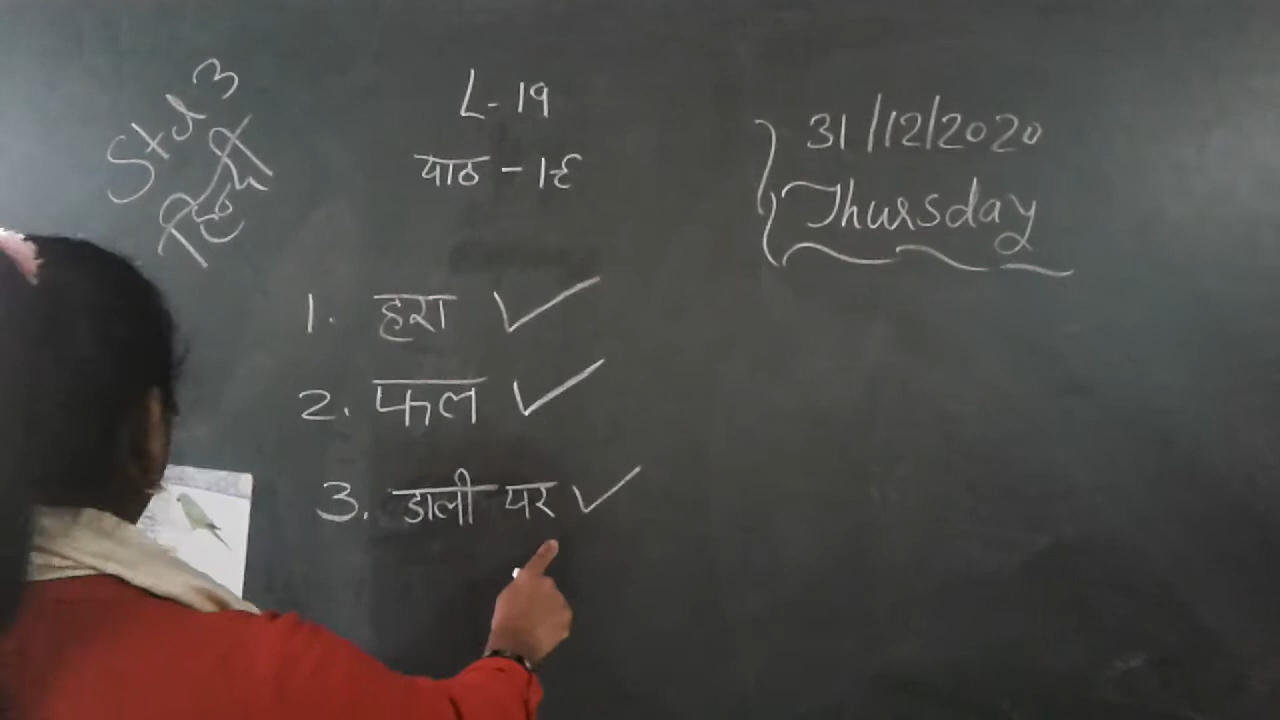 Std 3
हिन्दी
L-19
पाठ - १९
31/12/2020
Thursday
1. हरा ✓
2. फल ✓
3. डाली पर ✓